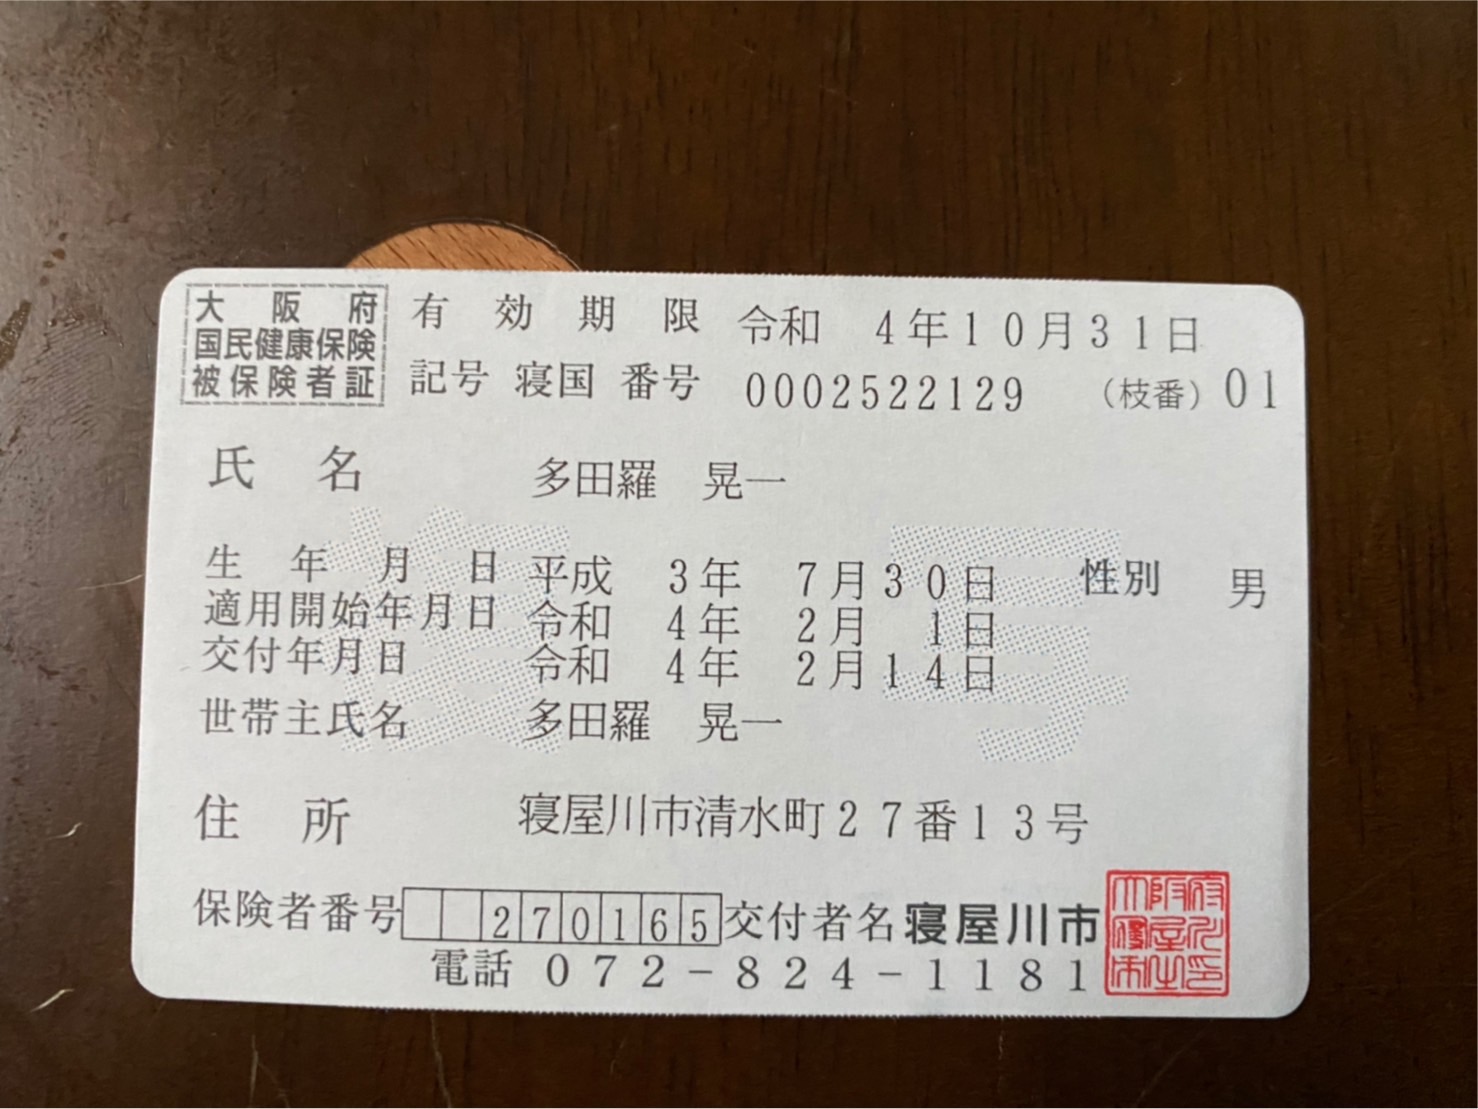 大阪府
国民健康保険
被保険者証
有効期限 令和 4年10月31日
記号 寝国 番号 0002522129 (枝番) 01
氏名 多田羅 晃一
生年月日 平成 3年 7月30日 性別 男
適用開始年月日 令和 4年 2月 1日
交付年月日 令和 4年 2月14日
世帯主氏名 多田羅 晃一
住所 寝屋川市清水町27番13号
保険者番号 270165 交付者名 寝屋川市
電話 072-824-1181
複写